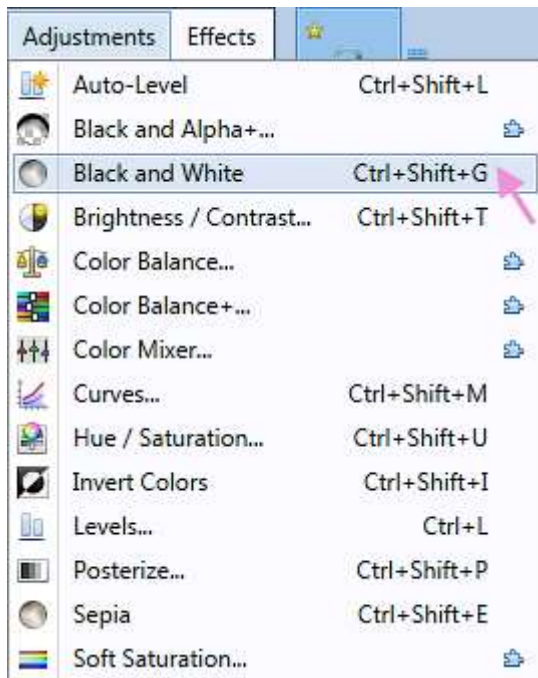 Adjustments Effects
Auto-Level Ctrl+Shift+L
Black and Alpha+...
Black and White Ctrl+Shift+G
Brightness / Contrast... Ctrl+Shift+T
Color Balance...
Color Balance+...
Color Mixer...
Curves... Ctrl+Shift+M
Hue / Saturation... Ctrl+Shift+U
Invert Colors Ctrl+Shift+I
Levels... Ctrl+L
Posterize... Ctrl+Shift+P
Sepia Ctrl+Shift+E
Soft Saturation...